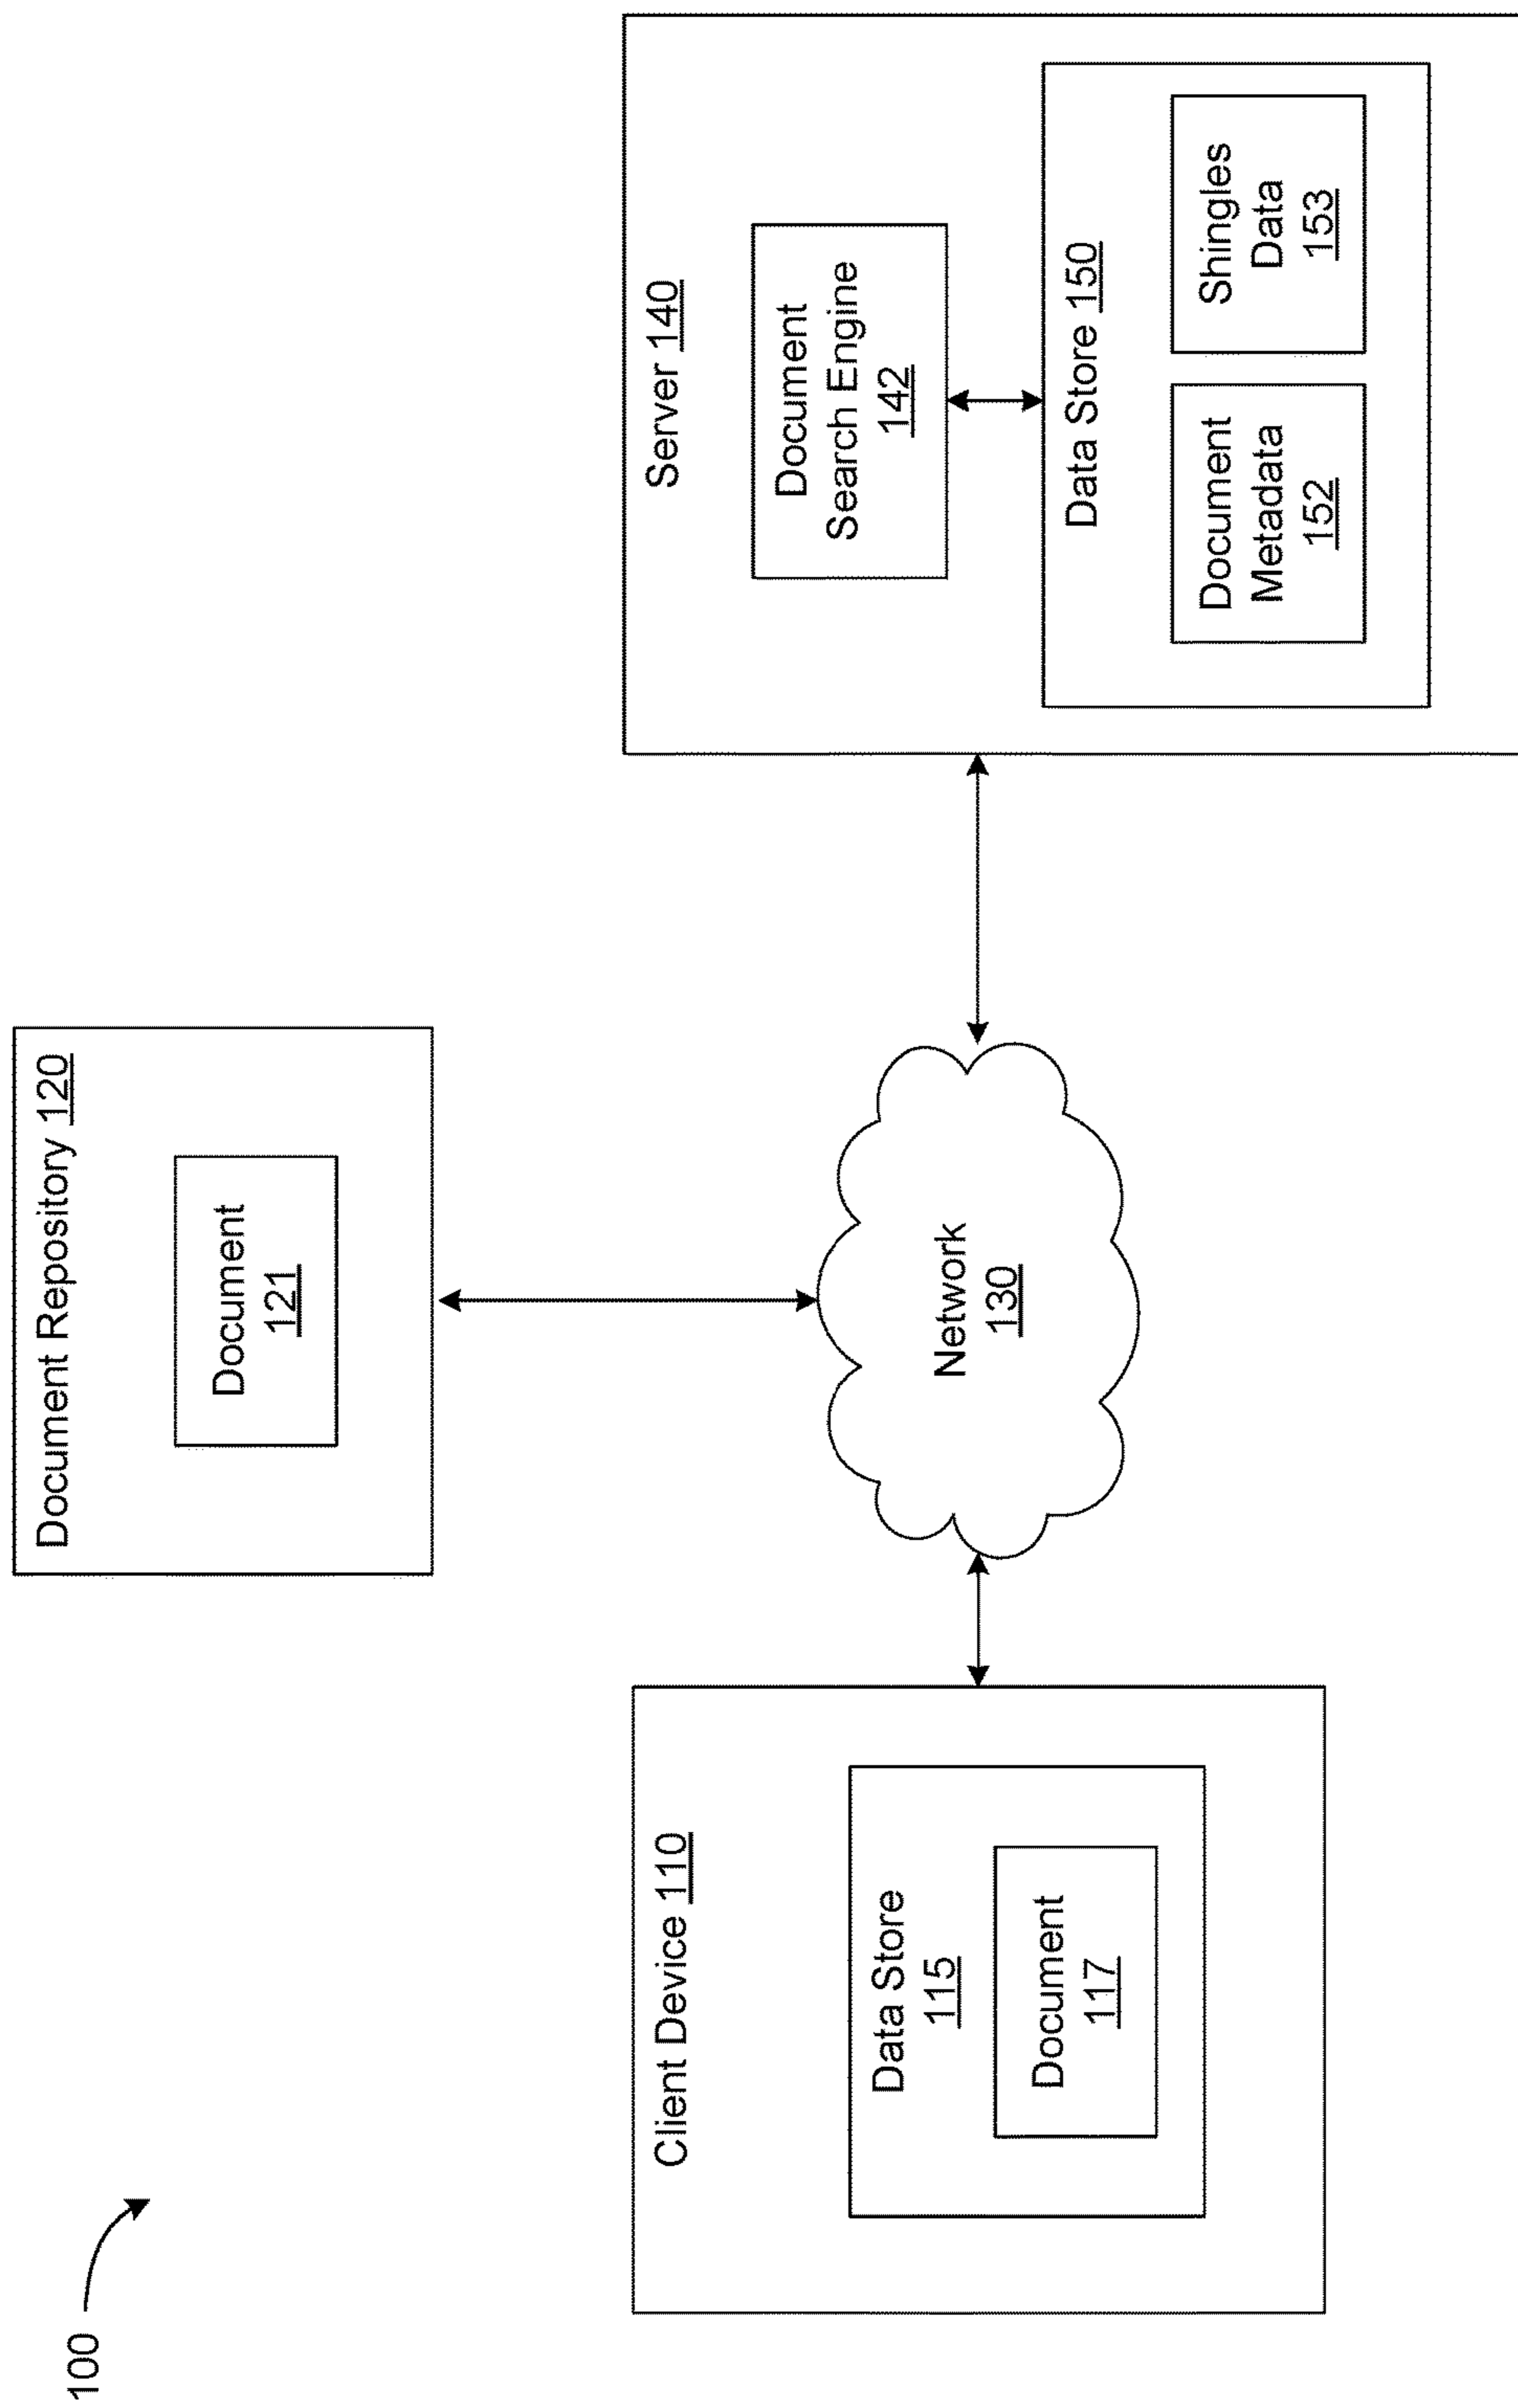 100
Document Repository 120
Document
121
Client Device 110
Data Store
115
Document
117
Network
130
Server 140
Document
Search Engine
142
Data Store 150
Document
Metadata
152
Shingles
Data
153